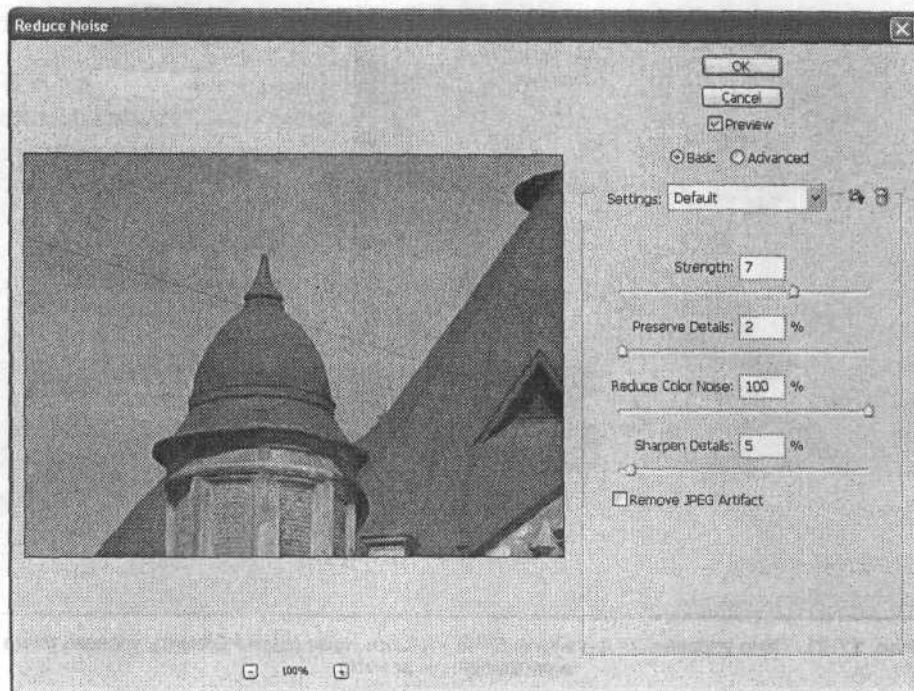 Reduce Noise
OK
Cancel
Preview
Basic Advanced
Settings: Default
Strength: 7
Preserve Details: 2 %
Reduce Color Noise: 100 %
Sharpen Details: 5 %
Remove JPEG Artifact
100%